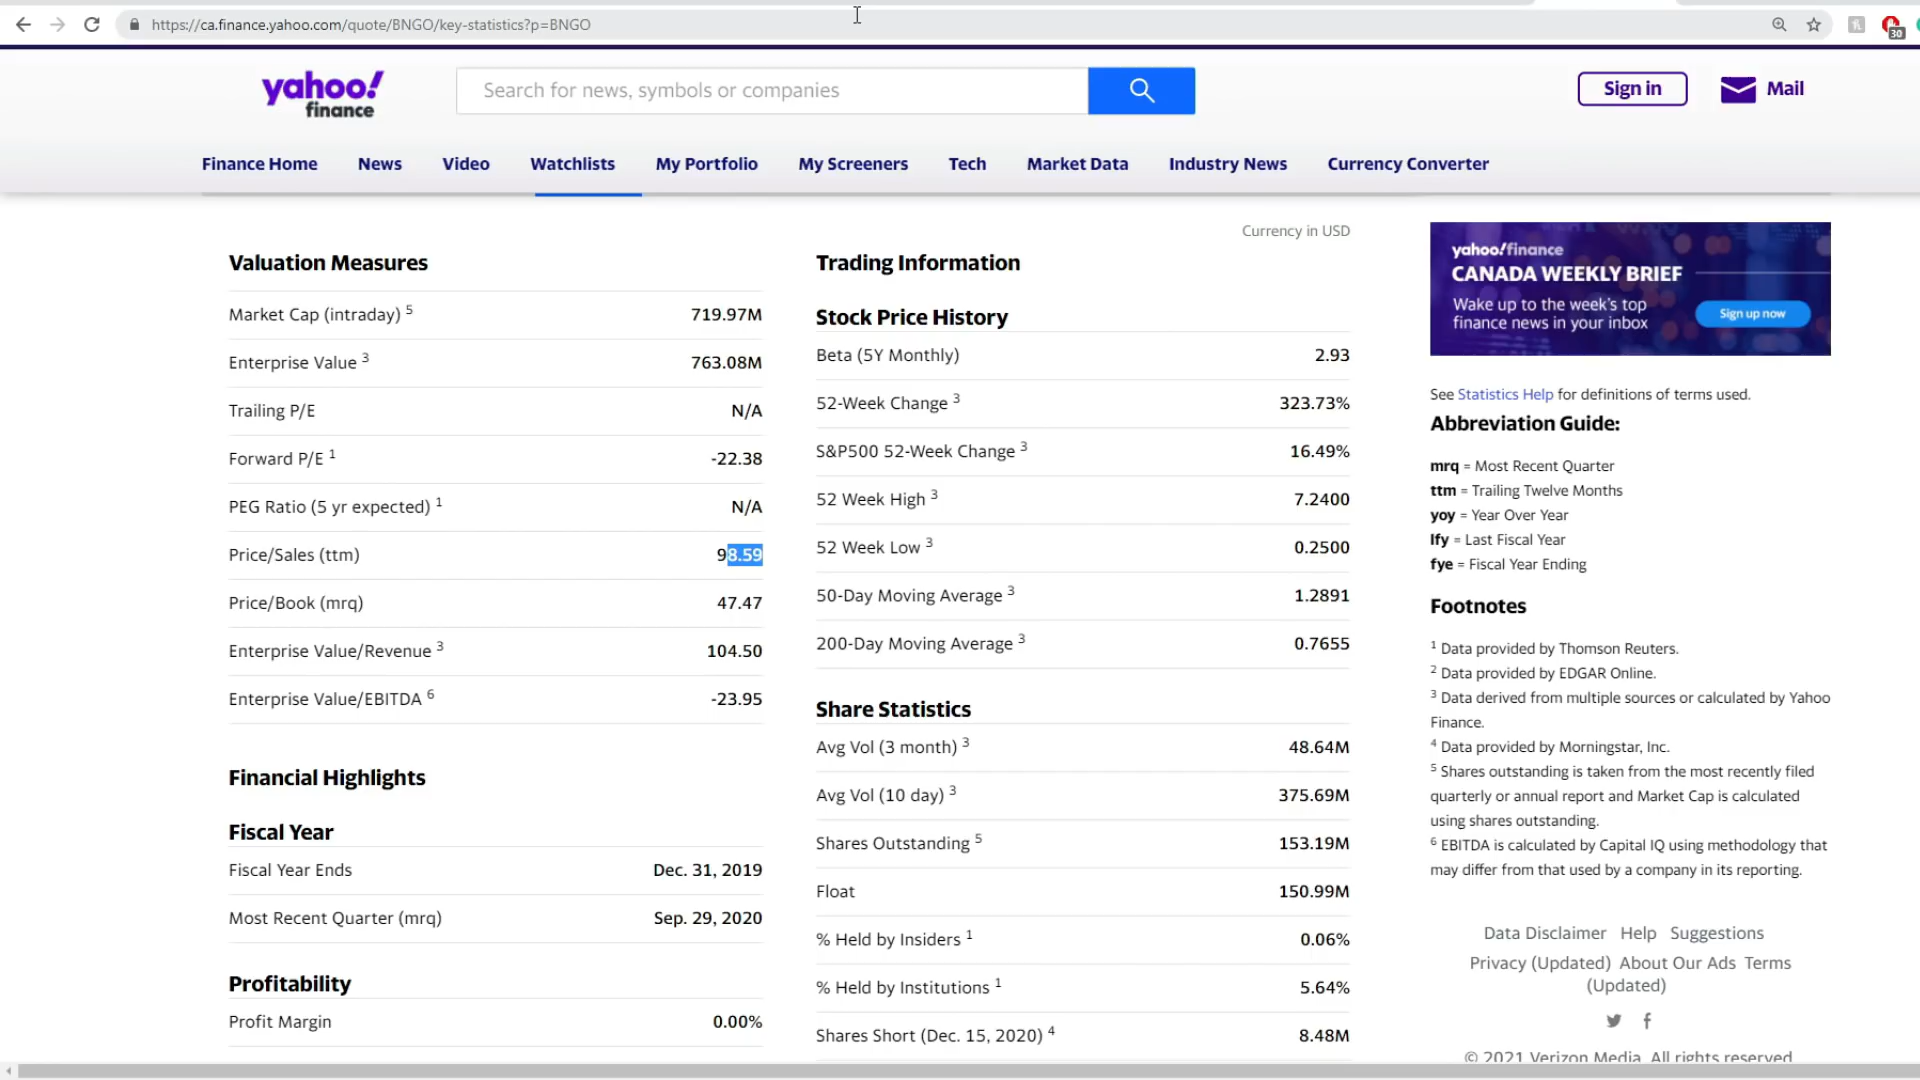 https://ca.finance.yahoo.com/quote/BNGO/key-statistics?p=BNGO
30
yahoo!
finance
Search for news, symbols or companies
Sign in
Mail
Finance Home News Video Watchlists My Portfolio My Screeners Tech Market Data Industry News Currency Converter
Currency in USD
Valuation Measures
Market Cap (intraday) 5 719.97M
Enterprise Value 3 763.08M
Trailing P/E N/A
Forward P/E 1 -22.38
PEG Ratio (5 yr expected) 1 N/A
Price/Sales (ttm) 98.59
Price/Book (mrq) 47.47
Enterprise Value/Revenue 3 104.50
Enterprise Value/EBITDA 6 -23.95
Financial Highlights
Fiscal Year
Fiscal Year Ends Dec. 31, 2019
Most Recent Quarter (mrq) Sep. 29, 2020
Profitability
Profit Margin 0.00%
Trading Information
Stock Price History
Beta (5Y Monthly) 2.93
52-Week Change 3 323.73%
S&P500 52-Week Change 3 16.49%
52 Week High 3 7.2400
52 Week Low 3 0.2500
50-Day Moving Average 3 1.2891
200-Day Moving Average 3 0.7655
Share Statistics
Avg Vol (3 month) 3 48.64M
Avg Vol (10 day) 3 375.69M
Shares Outstanding 5 153.19M
Float 150.99M
% Held by Insiders 1 0.06%
% Held by Institutions 1 5.64%
Shares Short (Dec. 15, 2020) 4 8.48M
yahoo!finance
CANADA WEEKLY BRIEF
Wake up to the week's top
finance news in your inbox
Sign up now
See Statistics Help for definitions of terms used.
Abbreviation Guide:
mrq = Most Recent Quarter
ttm = Trailing Twelve Months
yoy = Year Over Year
lfy = Last Fiscal Year
fye = Fiscal Year Ending
Footnotes
1 Data provided by Thomson Reuters.
2 Data provided by EDGAR Online.
3 Data derived from multiple sources or calculated by Yahoo
Finance.
4 Data provided by Morningstar, Inc.
5 Shares outstanding is taken from the most recently filed
quarterly or annual report and Market Cap is calculated
using shares outstanding.
6 EBITDA is calculated by Capital IQ using methodology that
may differ from that used by a company in its reporting.
Data Disclaimer Help Suggestions
Privacy (Updated) About Our Ads Terms
(Updated)
© 2021 Verizon Media. All rights reserved.